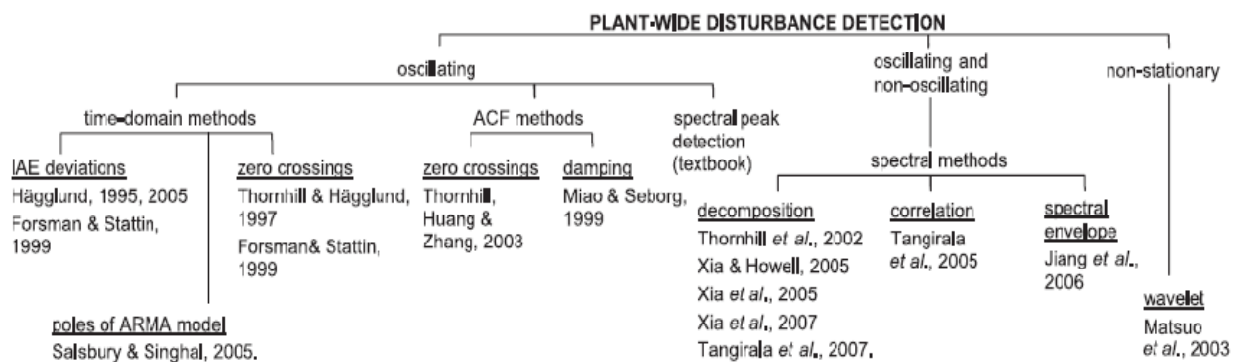 PLANT-WIDE DISTURBANCE DETECTION
oscillating
oscillating and
non-oscillating
non-stationary
time-domain methods
ACF methods
spectral peak
detection
(textbook)
spectral methods
IAE deviations
Hägglund, 1995, 2005
Forsman & Stattin,
1999
zero crossings
Thornhill & Hägglund,
1997
Forsman& Stattin,
1999
poles of ARMA model
Salsbury & Singhal, 2005.
zero crossings
Thornhill,
Huang &
Zhang, 2003
damping
Miao & Seborg,
1999
decomposition
Thornhill et al., 2002
Xia & Howell, 2005
Xia et al., 2005
Xia et al., 2007
Tangirala et al., 2007.
correlation
Tangirala
et al., 2005
spectral
envelope
Jiang et al.,
2006
wavelet
Matsuo
et al., 2003